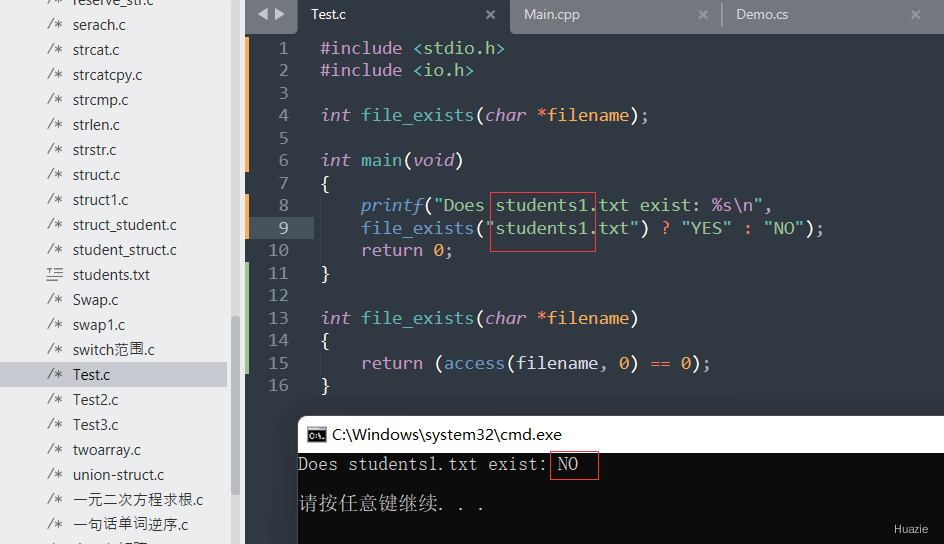 reserve_str.c
/* serach.c
/* strcat.c
/* strcatcpy.c
/* strcmp.c
/* strlen.c
/* strstr.c
/* struct.c
/* struct1.c
/* struct_student.c
/* student_struct.c
students.txt
/* Swap.c
/* swap1.c
/* switch范围.c
/* Test.c
/* Test2.c
/* Test3.c
/* twoarray.c
/* union-struct.c
/* 一元二次方程求根.c
/* 一句话单词逆序.c
Test.c × Main.cpp × Demo.cs ×
1 #include <stdio.h>
2 #include <io.h>
3
4 int file_exists(char *filename);
5
6 int main(void)
7 {
8 printf("Does students1.txt exist: %s\n",
9 file_exists("students1.txt") ? "YES" : "NO");
10 return 0;
11 }
12
13 int file_exists(char *filename)
14 {
15 return (access(filename, 0) == 0);
16 }
C:\Windows\system32\cmd.exe
Does students1.txt exist: NO
请按任意键继续. . .
Huazie